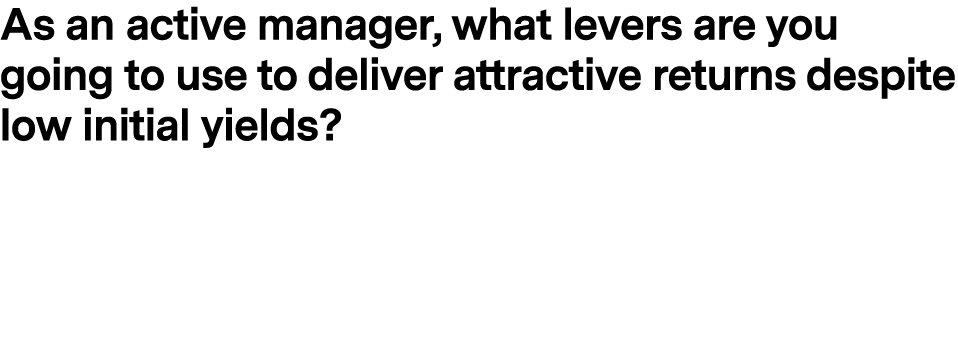 As an active manager, what levers are you
going to use to deliver attractive returns despite
low initial yields?